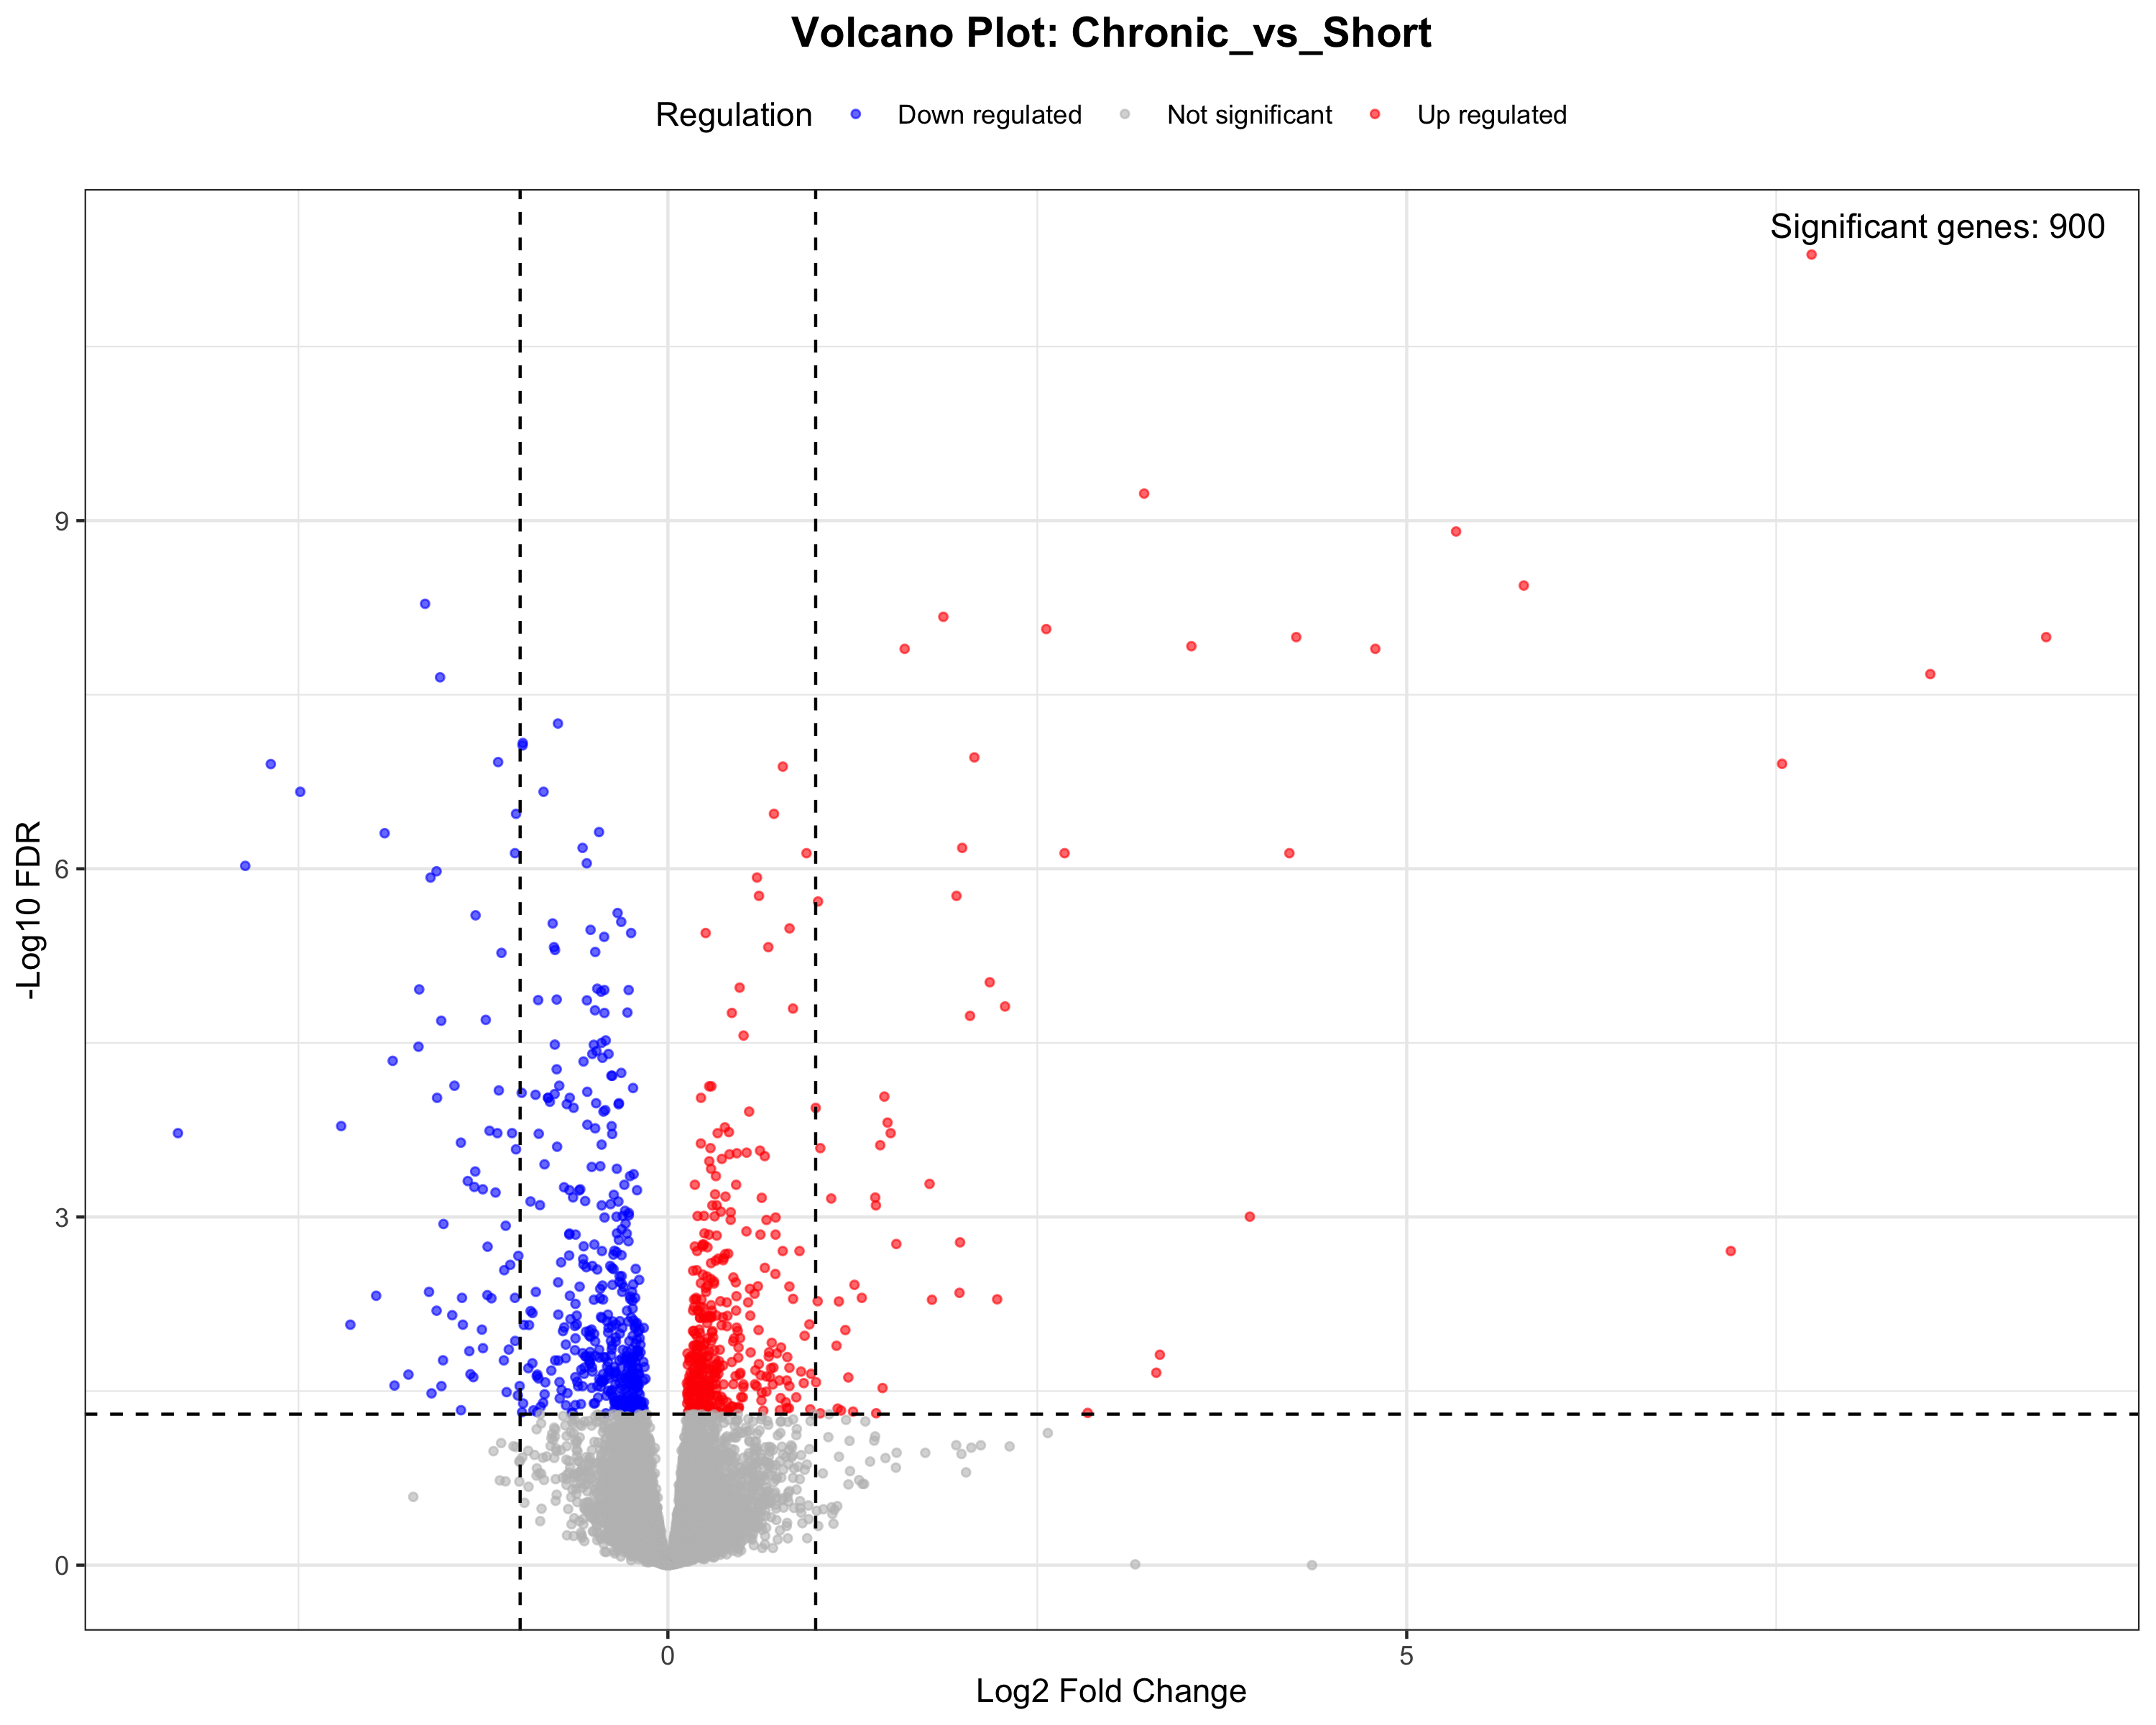 Volcano Plot: Chronic_vs_Short
Regulation Down regulated Not significant Up regulated
Significant genes: 900
9
6
3
0
-Log10 FDR
0 5
Log2 Fold Change